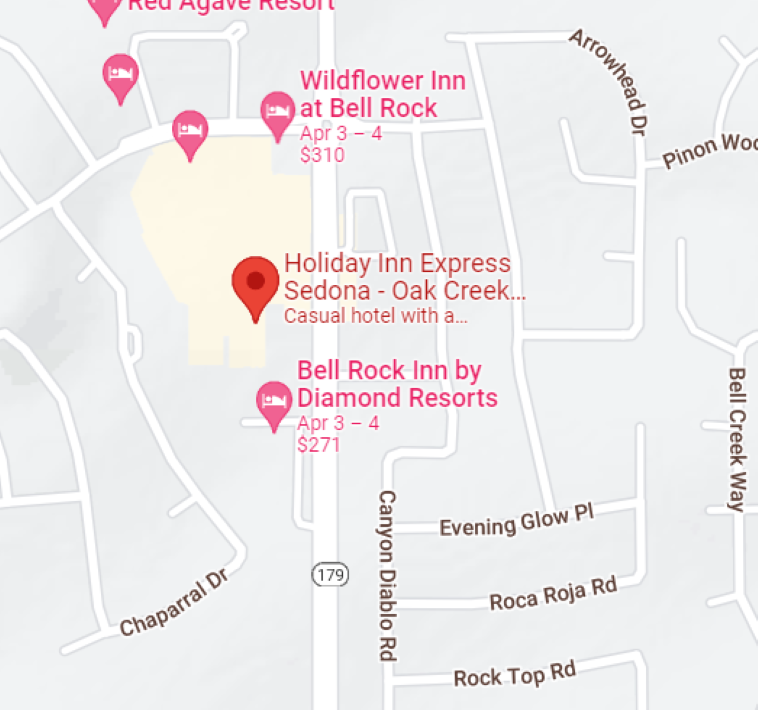 Red Agave Resort
Arrowhead Dr
Wildflower Inn
at Bell Rock
Apr 3 – 4
$310
Pinon Woo
Holiday Inn Express
Sedona - Oak Creek...
Casual hotel with a...
Bell Rock Inn by
Diamond Resorts
Apr 3 – 4
$271
Bell Creek Way
Canyon Diablo Rd
Evening Glow Pl
179
Chaparral Dr
Roca Roja Rd
Rock Top Rd